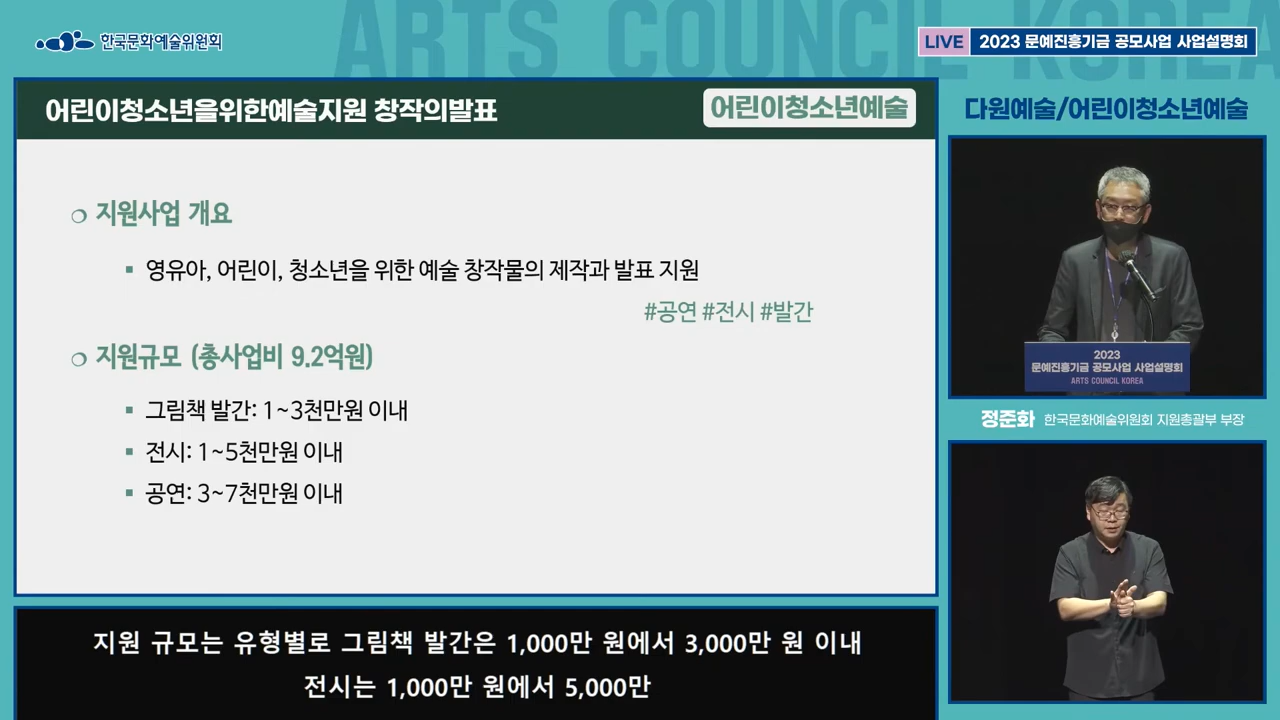 ARTS COUNCIL KOREA
한국문화예술위원회
LIVE 2023 문예진흥기금 공모사업 사업설명회
어린이청소년을위한예술지원 창작의발표
어린이청소년예술
지원사업 개요
영유아, 어린이, 청소년을 위한 예술 창작물의 제작과 발표 지원
#공연 #전시 #발간
지원규모 (총사업비 9.2억원)
그림책 발간: 1~3천만원 이내
전시: 1~5천만원 이내
공연: 3~7천만원 이내
다원예술/어린이청소년예술
2023
문예진흥기금 공모사업 사업설명회
ARTS COUNCIL KOREA
정준화 한국문화예술위원회 지원총괄부 부장
지원 규모는 유형별로 그림책 발간은 1,000만 원에서 3,000만 원 이내
전시는 1,000만 원에서 5,000만